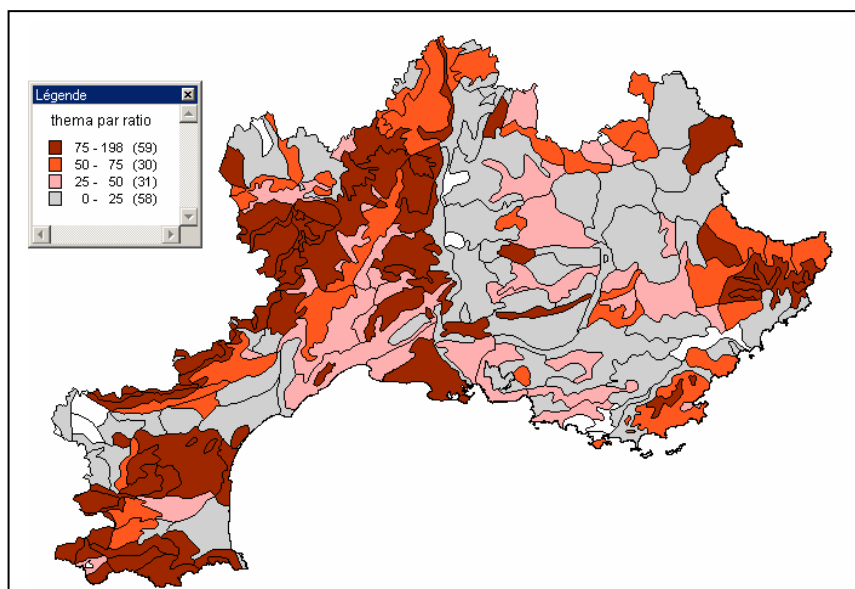 Légende
thema par ratio
75 - 198 (59)
50 - 75 (30)
25 - 50 (31)
0 - 25 (58)